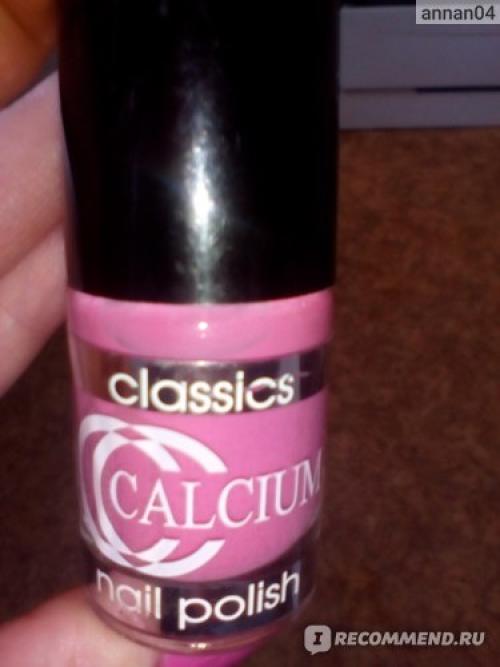 annan04
classics
CALCIUM
nail polish
I RECOMMEND.RU